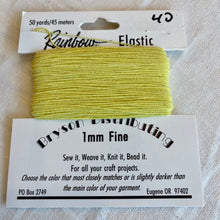 50 yards/45 meters
40
Rainbow Elastic
Bryson Distributing
1mm Fine
Sew it, Weave it, Knit it, Bead it.
For all your craft projects.
Choose the color that most closely matches or is slightly darker than
the main color of your garment.
PO Box 2749 Eugene OR. 97402